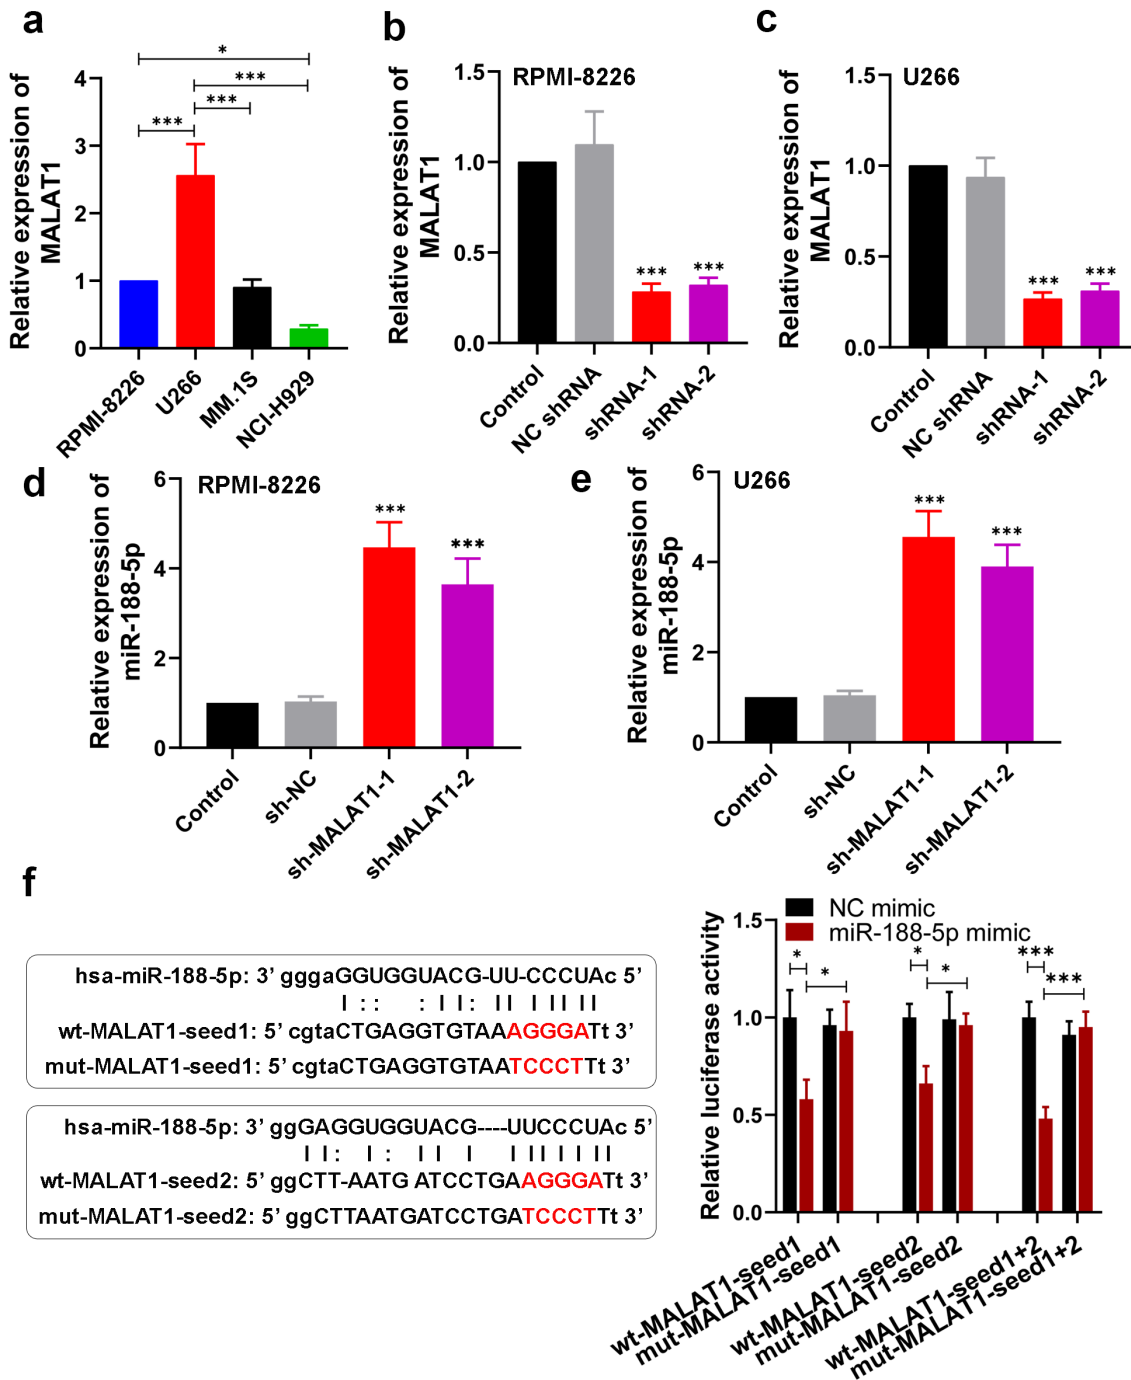 a
Relative expression of
MALAT1
4
3
2
1
0
*
***
***
***
RPMI-8226
U266
MM.1S
NCI-H929
b
RPMI-8226
Relative expression of
MALAT1
1.5
1.0
0.5
0.0
***
***
Control
NC shRNA
shRNA-1
shRNA-2
c
U266
Relative expression of
MALAT1
1.5
1.0
0.5
0.0
***
***
Control
NC shRNA
shRNA-1
shRNA-2
d
RPMI-8226
Relative expression of
miR-188-5p
6
4
2
0
***
***
Control
sh-NC
sh-MALAT1-1
sh-MALAT1-2
e
U266
Relative expression of
miR-188-5p
6
4
2
0
***
***
Control
sh-NC
sh-MALAT1-1
sh-MALAT1-2
f
hsa-miR-188-5p: 3’ gggaGGUGGUACG-UU-CCCUAc 5’
wt-MALAT1-seed1: 5’ cgtaCTGAGGTGTAAAGGGATt 3’
mut-MALAT1-seed1: 5’ cgtaCTGAGGTGTAATCCCTTt 3’
hsa-miR-188-5p: 3’ ggGAGGUGGUACG----UUCCCUAc 5’
wt-MALAT1-seed2: 5’ ggCTT-AATG ATCCTGAAGGGATt 3’
mut-MALAT1-seed2: 5’ ggCTTAATGATCCTGATCCCTTt 3’
NC mimic
miR-188-5p mimic
Relative luciferase activity
1.5
1.0
0.5
0.0
*
*
*
*
***
***
wt-MALAT1-seed1
mut-MALAT1-seed1
wt-MALAT1-seed2
mut-MALAT1-seed2
wt-MALAT1-seed1+2
mut-MALAT1-seed1+2